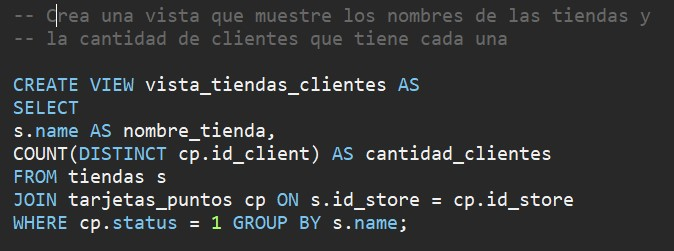 -- Crea una vista que muestre los nombres de las tiendas y
-- la cantidad de clientes que tiene cada una
CREATE VIEW vista_tiendas_clientes AS
SELECT
s.name AS nombre_tienda,
COUNT(DISTINCT cp.id_client) AS cantidad_clientes
FROM tiendas s
JOIN tarjetas_puntos cp ON s.id_store = cp.id_store
WHERE cp.status = 1 GROUP BY s.name;